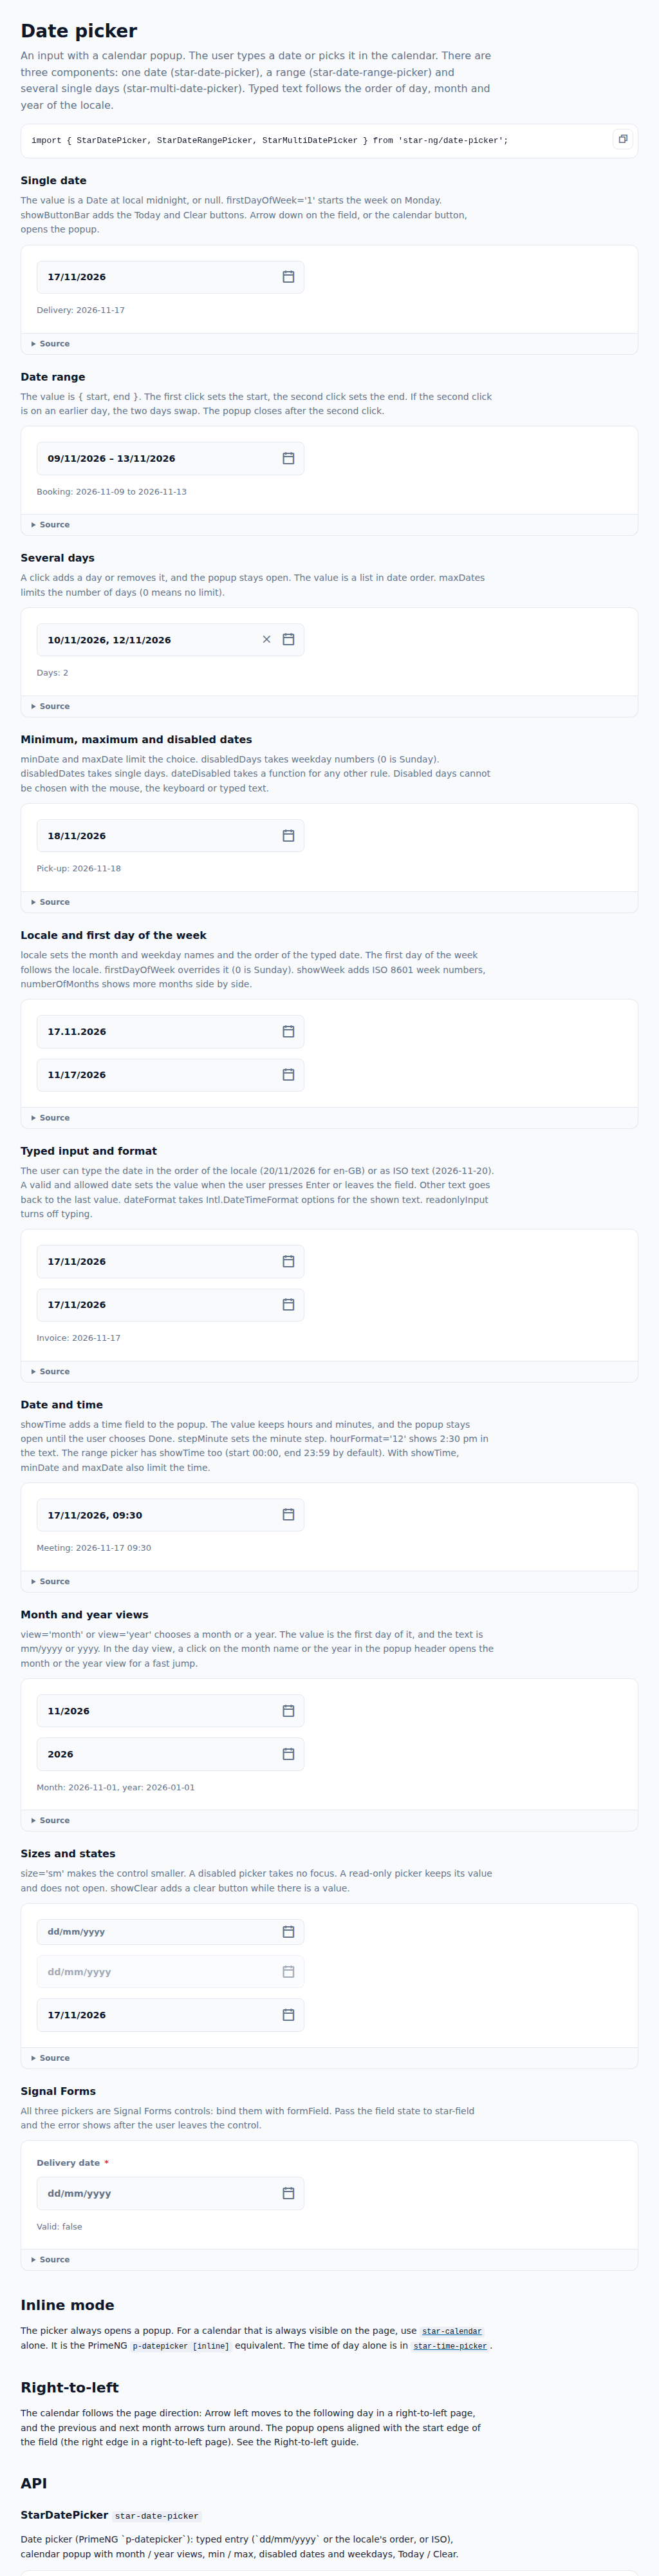 Date picker
An input with a calendar popup. The user types a date or picks it in the calendar. There are
three components: one date (star-date-picker), a range (star-date-range-picker) and
several single days (star-multi-date-picker). Typed text follows the order of day, month and
year of the locale.
import { StarDatePicker, StarDateRangePicker, StarMultiDatePicker } from 'star-ng/date-picker';
Single date
The value is a Date at local midnight, or null. firstDayOfWeek='1' starts the week on Monday.
showButtonBar adds the Today and Clear buttons. Arrow down on the field, or the calendar button,
opens the popup.
17/11/2026
Delivery: 2026-11-17
Source
Date range
The value is { start, end }. The first click sets the start, the second click sets the end. If the second click
is on an earlier day, the two days swap. The popup closes after the second click.
09/11/2026 – 13/11/2026
Booking: 2026-11-09 to 2026-11-13
Source
Several days
A click adds a day or removes it, and the popup stays open. The value is a list in date order. maxDates
limits the number of days (0 means no limit).
10/11/2026, 12/11/2026
Days: 2
Source
Minimum, maximum and disabled dates
minDate and maxDate limit the choice. disabledDays takes weekday numbers (0 is Sunday).
disabledDates takes single days. dateDisabled takes a function for any other rule. Disabled days cannot
be chosen with the mouse, the keyboard or typed text.
18/11/2026
Pick-up: 2026-11-18
Source
Locale and first day of the week
locale sets the month and weekday names and the order of the typed date. The first day of the week
follows the locale. firstDayOfWeek overrides it (0 is Sunday). showWeek adds ISO 8601 week numbers,
numberOfMonths shows more months side by side.
17.11.2026
11/17/2026
Source
Typed input and format
The user can type the date in the order of the locale (20/11/2026 for en-GB) or as ISO text (2026-11-20).
A valid and allowed date sets the value when the user presses Enter or leaves the field. Other text goes
back to the last value. dateFormat takes Intl.DateTimeFormat options for the shown text. readonlyInput
turns off typing.
17/11/2026
17/11/2026
Invoice: 2026-11-17
Source
Date and time
showTime adds a time field to the popup. The value keeps hours and minutes, and the popup stays
open until the user chooses Done. stepMinute sets the minute step. hourFormat='12' shows 2:30 pm in
the text. The range picker has showTime too (start 00:00, end 23:59 by default). With showTime,
minDate and maxDate also limit the time.
17/11/2026, 09:30
Meeting: 2026-11-17 09:30
Source
Month and year views
view='month' or view='year' chooses a month or a year. The value is the first day of it, and the text is
mm/yyyy or yyyy. In the day view, a click on the month name or the year in the popup header opens the
month or the year view for a fast jump.
11/2026
2026
Month: 2026-11-01, year: 2026-01-01
Source
Sizes and states
size='sm' makes the control smaller. A disabled picker takes no focus. A read-only picker keeps its value
and does not open. showClear adds a clear button while there is a value.
dd/mm/yyyy
dd/mm/yyyy
17/11/2026
Source
Signal Forms
All three pickers are Signal Forms controls: bind them with formField. Pass the field state to star-field
and the error shows after the user leaves the control.
Delivery date *
dd/mm/yyyy
Valid: false
Source
Inline mode
The picker always opens a popup. For a calendar that is always visible on the page, use star-calendar
alone. It is the PrimeNG p-datepicker [inline] equivalent. The time of day alone is in star-time-picker.
Right-to-left
The calendar follows the page direction: Arrow left moves to the following day in a right-to-left page,
and the previous and next month arrows turn around. The popup opens aligned with the start edge of
the field (the right edge in a right-to-left page). See the Right-to-left guide.
API
StarDatePicker star-date-picker
Date picker (PrimeNG `p-datepicker`): typed entry (`dd/mm/yyyy` or the locale's order, or ISO),
calendar popup with month / year views, min / max, disabled dates and weekdays, Today / Clear.